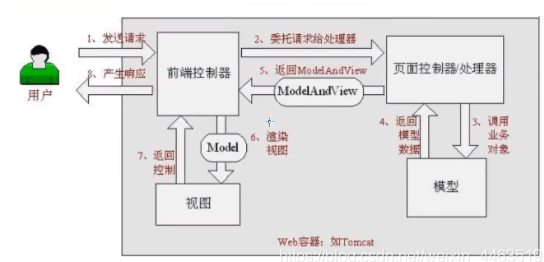 1、发送请求
2、委托请求给处理器
8、产生响应
前端控制器
5、返回ModelAndView
ModelAndView
页面控制器/处理器
用户
7、返回
控制
Model
6、渲染
视图
4、返回
模型
数据
3、调用
业务
对象
视图
模型
Web容器：如Tomcat
https://blog.csdn.net/weixin_44635198